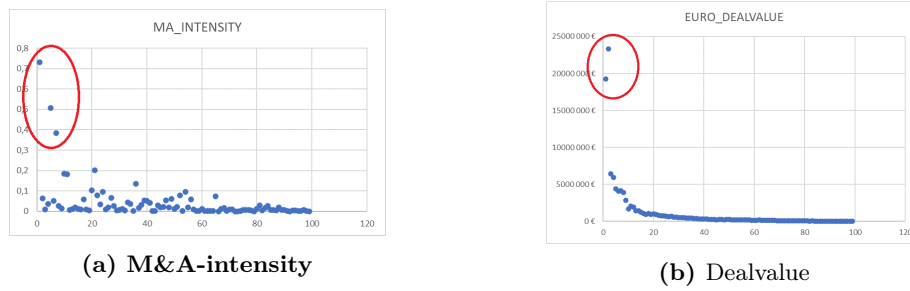 MA_INTENSITY
0,8
0,7
0,6
0,5
0,4
0,3
0,2
0,1
0
0 20 40 60 80 100 120
(a) M&A-intensity
EURO_DEALVALUE
25000 000 €
20000 000 €
15000 000 €
10000 000 €
5000 000 €
0 €
0 20 40 60 80 100 120
(b) Dealvalue